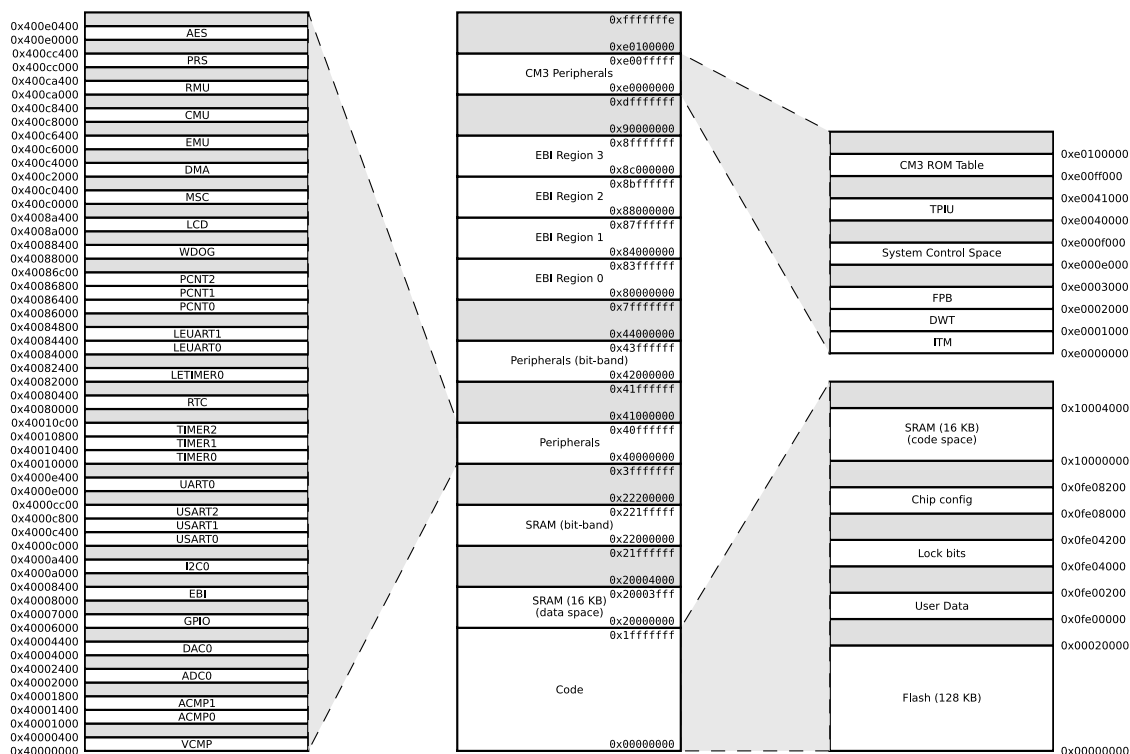 0x400e0400
AES
0x400e0000
0x400cc400
PRS
0x400cc000
0x400ca400
RMU
0x400ca000
0x400c8400
CMU
0x400c8000
0x400c6400
EMU
0x400c6000
0x400c4000
DMA
0x400c2000
0x400c0400
MSC
0x400c0000
0x4008a400
LCD
0x4008a000
0x40088400
WDOG
0x40088000
0x40086c00
PCNT2
0x40086800
PCNT1
0x40086400
PCNT0
0x40086000
0x40084800
LEUART1
0x40084400
LEUART0
0x40084000
0x40082400
LETIMER0
0x40082000
0x40080400
RTC
0x40080000
0x40010c00
TIMER2
0x40010800
TIMER1
0x40010400
TIMER0
0x40010000
0x4000e400
UART0
0x4000e000
0x4000cc00
USART2
0x4000c800
USART1
0x4000c400
USART0
0x4000c000
0x4000a400
I2C0
0x4000a000
0x40008400
EBI
0x40008000
0x40007000
GPIO
0x40006000
0x40004400
DAC0
0x40004000
0x40002400
ADC0
0x40002000
0x40001800
ACMP1
0x40001400
ACMP0
0x40001000
0x40000400
VCMP
0x40000000
0xfffffffe
0xe0100000
0xe00fffff
CM3 Peripherals
0xe0000000
0xdfffffff
0x90000000
0x8fffffff
EBI Region 3
0x8c000000
0x8bffffff
EBI Region 2
0x88000000
0x87ffffff
EBI Region 1
0x84000000
0x83ffffff
EBI Region 0
0x80000000
0x7fffffff
0x44000000
0x43ffffff
Peripherals (bit-band)
0x42000000
0x41ffffff
0x41000000
0x40ffffff
Peripherals
0x40000000
0x3fffffff
0x22200000
0x221fffff
SRAM (bit-band)
0x22000000
0x21ffffff
0x20004000
0x20003fff
SRAM (16 KB)
(data space)
0x20000000
0x1fffffff
Code
0x00000000
0xe0100000
CM3 ROM Table
0xe00ff000
0xe0041000
TPIU
0xe0040000
0xe000f000
System Control Space
0xe000e000
0xe0003000
FPB
0xe0002000
DWT
0xe0001000
ITM
0xe0000000
0x10004000
SRAM (16 KB)
(code space)
0x10000000
0x0fe08200
Chip config
0x0fe08000
0x0fe04200
Lock bits
0x0fe04000
0x0fe00200
User Data
0x0fe00000
0x00020000
Flash (128 KB)
0x00000000